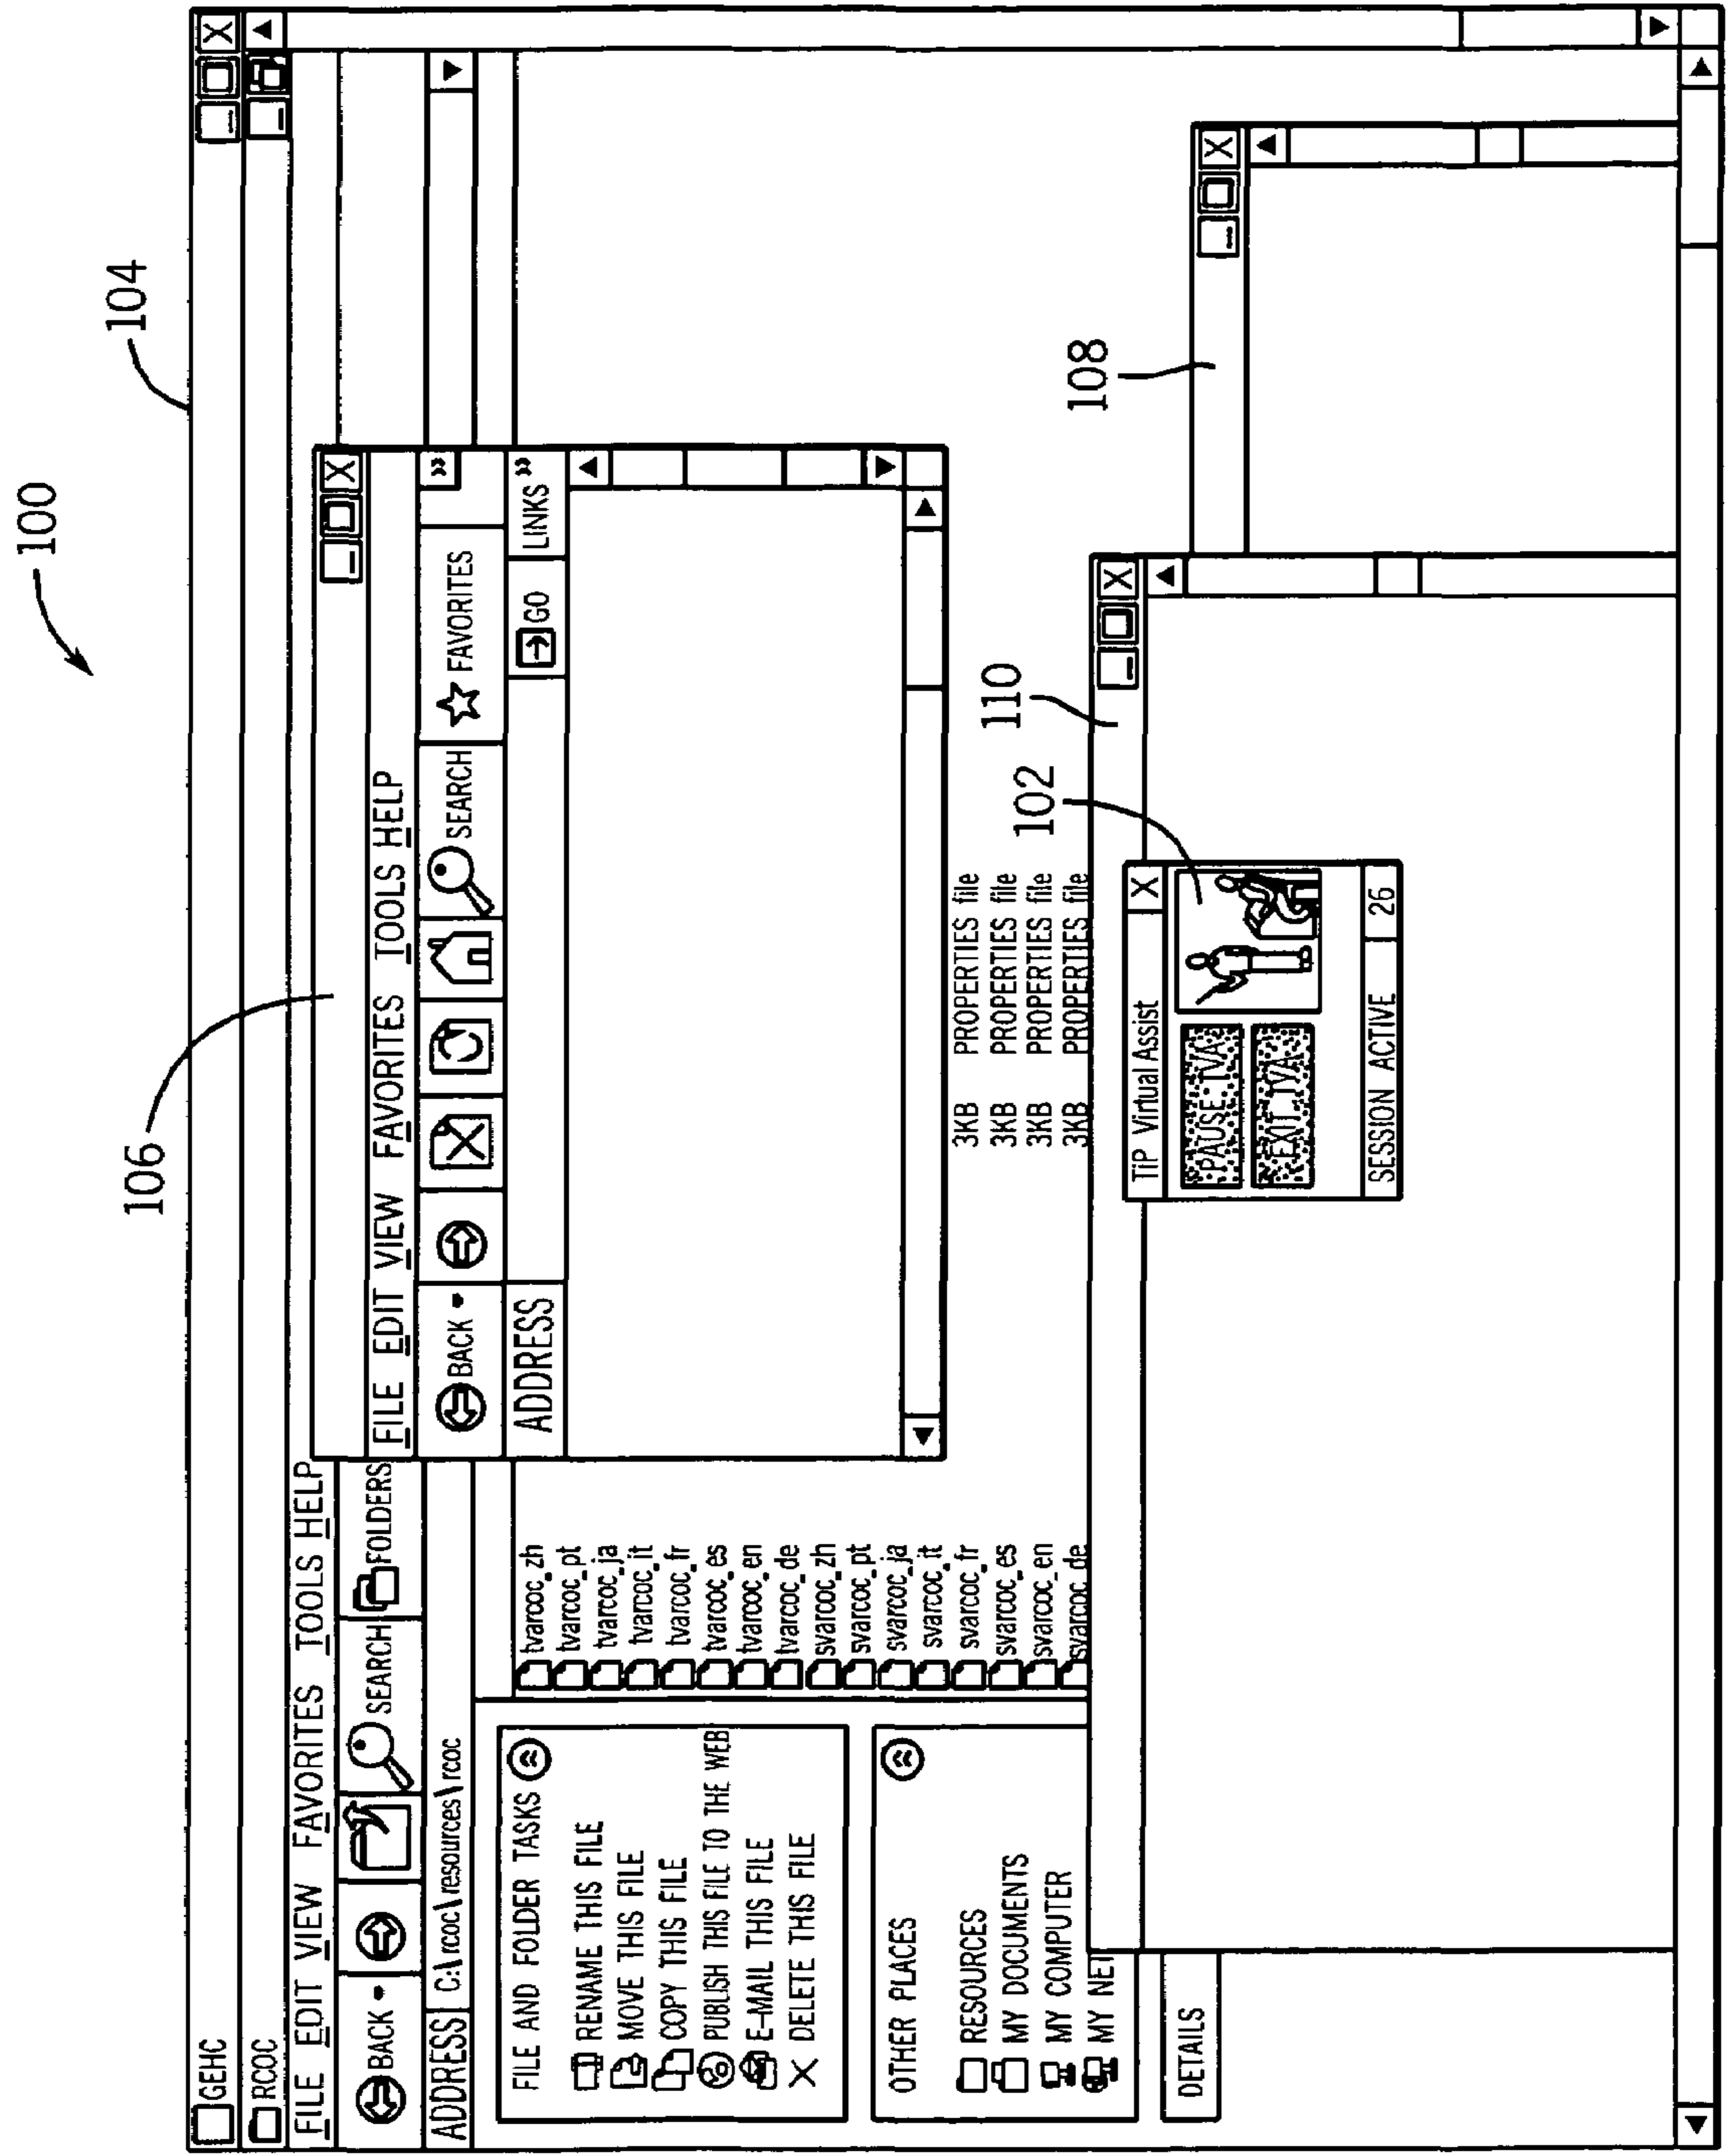 100
104
GEHC
RCOC
FILE EDIT VIEW FAVORITES TOOLS HELP
BACK SEARCH FOLDERS
ADDRESS C:\rcoc\resources\rcoc
106
FILE EDIT VIEW FAVORITES TOOLS HELP
BACK SEARCH FAVORITES »
ADDRESS GO LINKS »
FILE AND FOLDER TASKS
RENAME THIS FILE
MOVE THIS FILE
COPY THIS FILE
PUBLISH THIS FILE TO THE WEB
E-MAIL THIS FILE
DELETE THIS FILE
OTHER PLACES
RESOURCES
MY DOCUMENTS
MY COMPUTER
MY NET
DETAILS
tvarcoc_zh
tvarcoc_pt
tvarcoc_ja
tvarcoc_it
tvarcoc_fr
tvarcoc_es
tvarcoc_en
tvarcoc_de
svarcoc_zh
svarcoc_pt
svarcoc_ja
svarcoc_it
svarcoc_fr
svarcoc_es
svarcoc_en
svarcoc_de
3KB PROPERTIES file
3KB PROPERTIES file
3KB PROPERTIES file
3KB PROPERTIES file
110
102
108
TiP Virtual Assist X
PAUSE TVA
EXIT TVA
SESSION ACTIVE 26